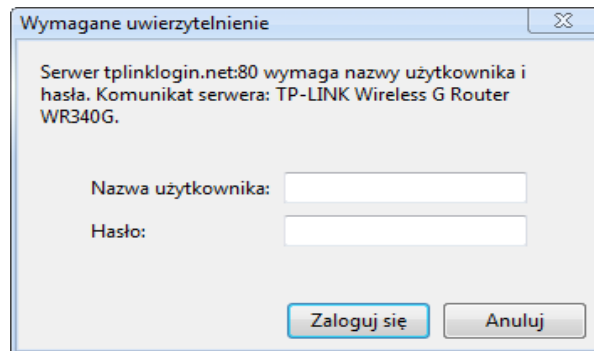 Wymagane uwierzytelnienie
Serwer tplinklogin.net:80 wymaga nazwy użytkownika i
hasła. Komunikat serwera: TP-LINK Wireless G Router
WR340G.
Nazwa użytkownika:
Hasło:
Zaloguj się Anuluj